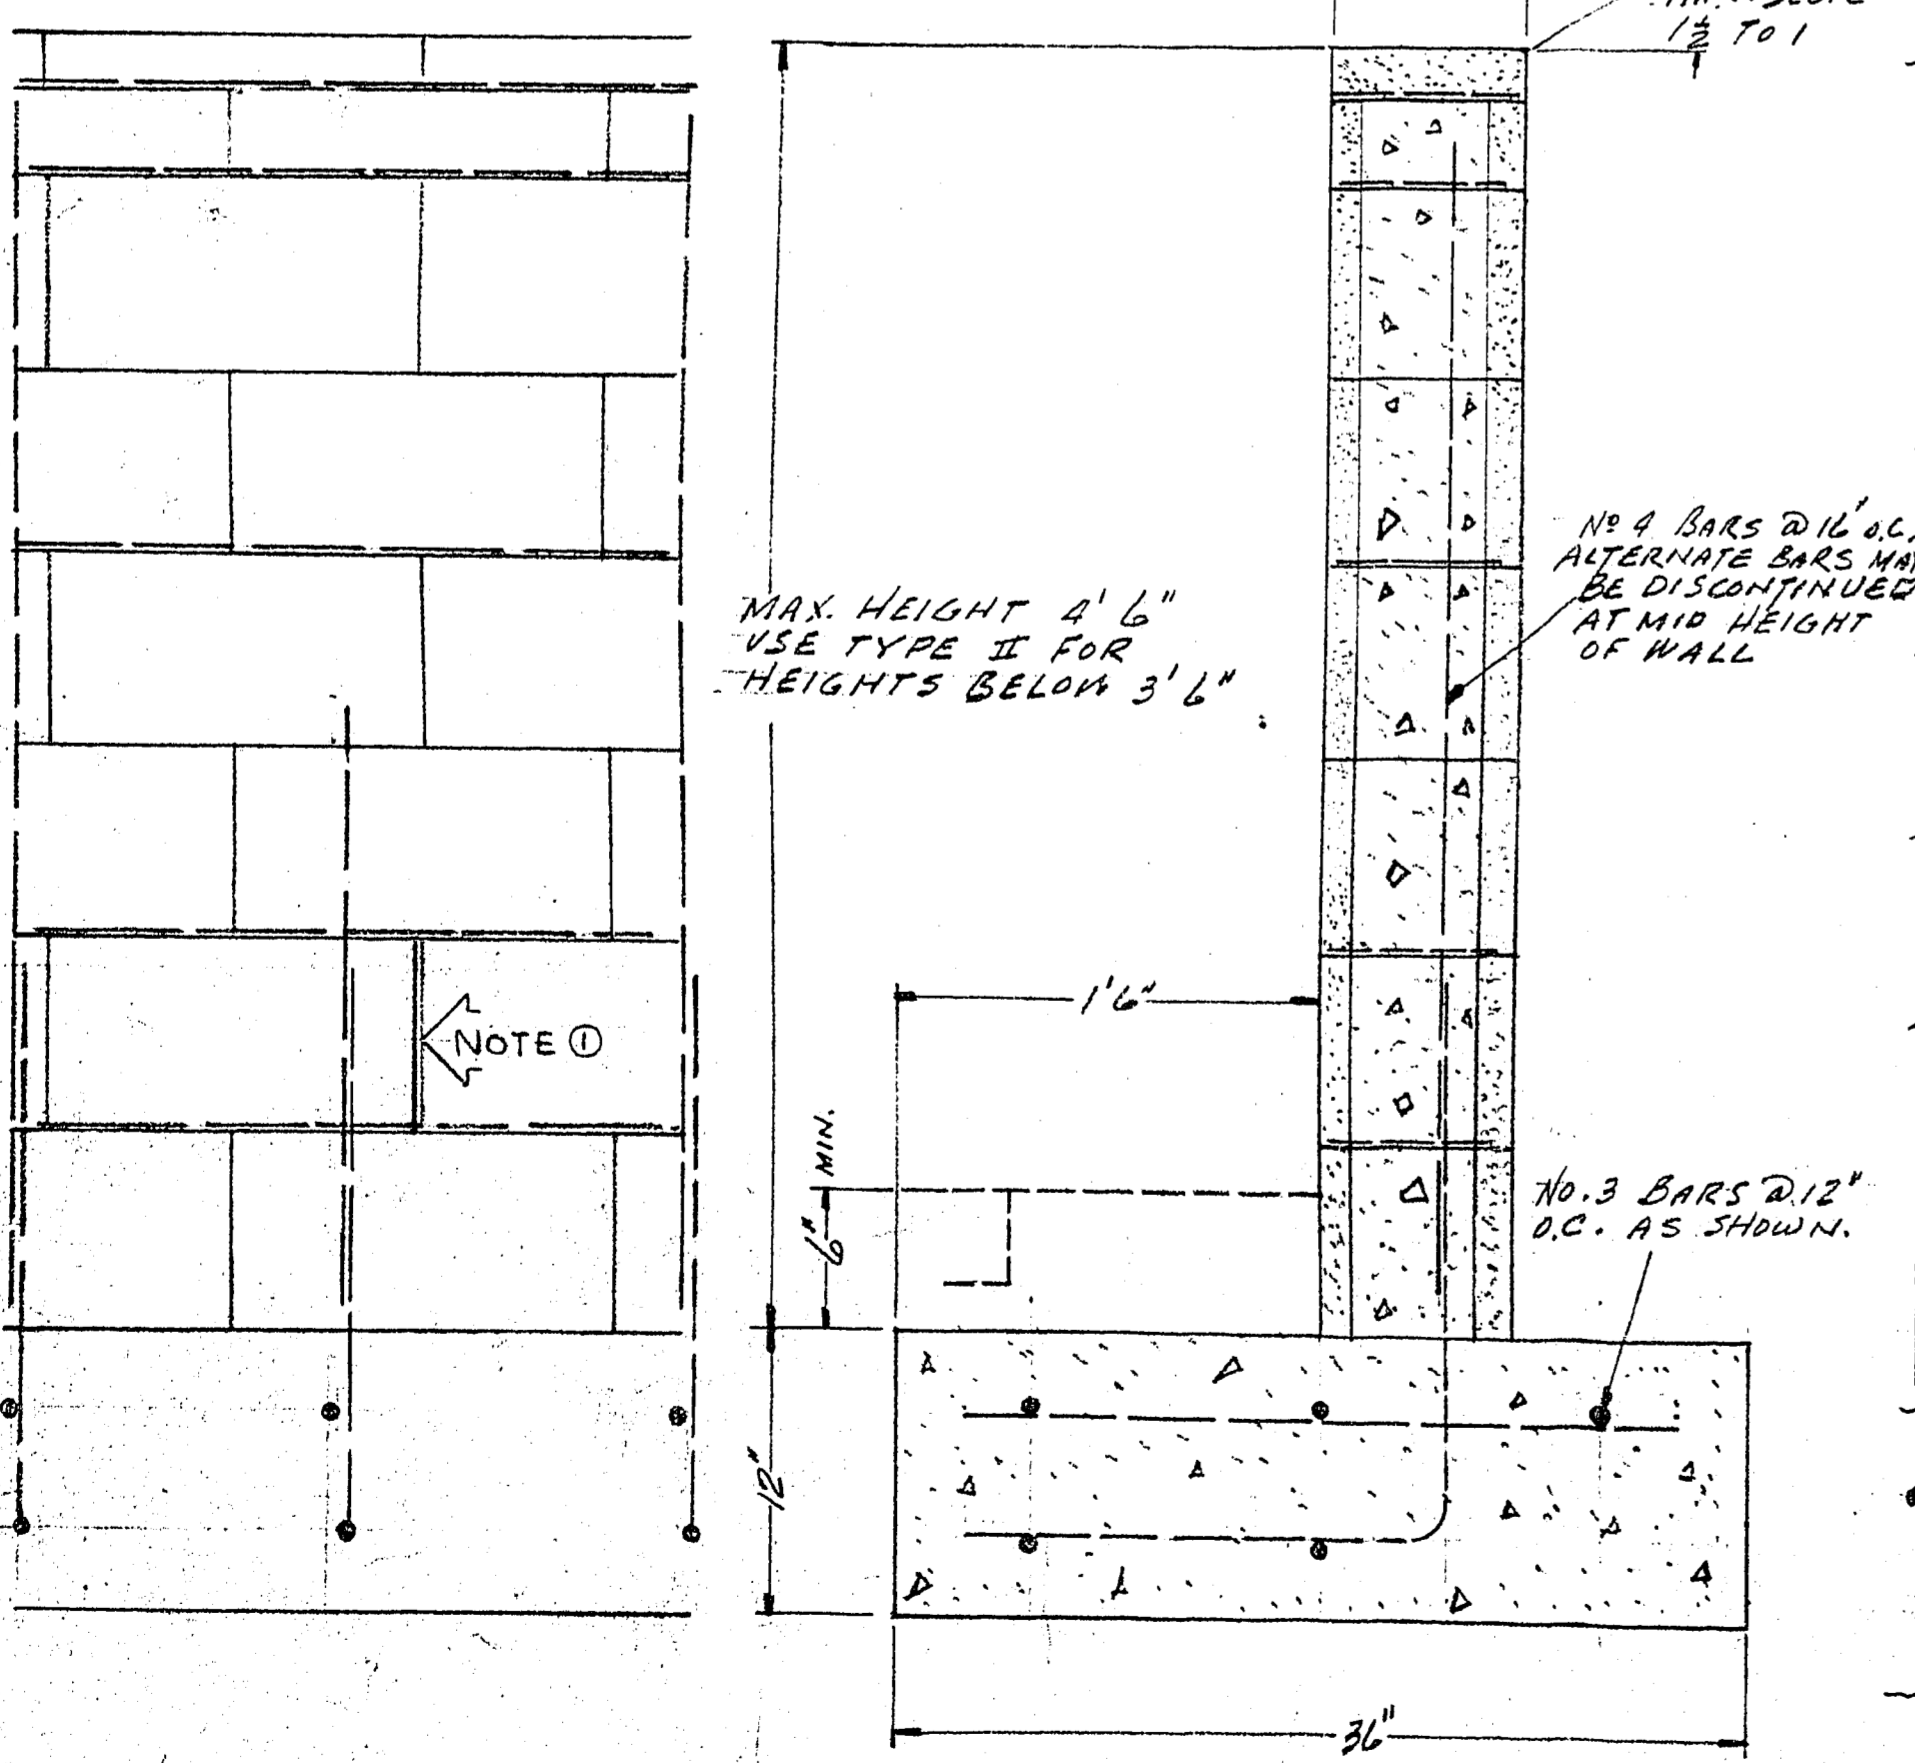 1½ TO 1
Nº 4 BARS @ 16" O.C.
ALTERNATE BARS MAY
BE DISCONTINUED
AT MID HEIGHT
OF WALL
MAX. HEIGHT 4' 6"
USE TYPE II FOR
HEIGHTS BELOW 3' 6"
1'6"
NOTE ①
6" MIN.
NO. 3 BARS @ 12"
O.C. AS SHOWN.
12"
36"